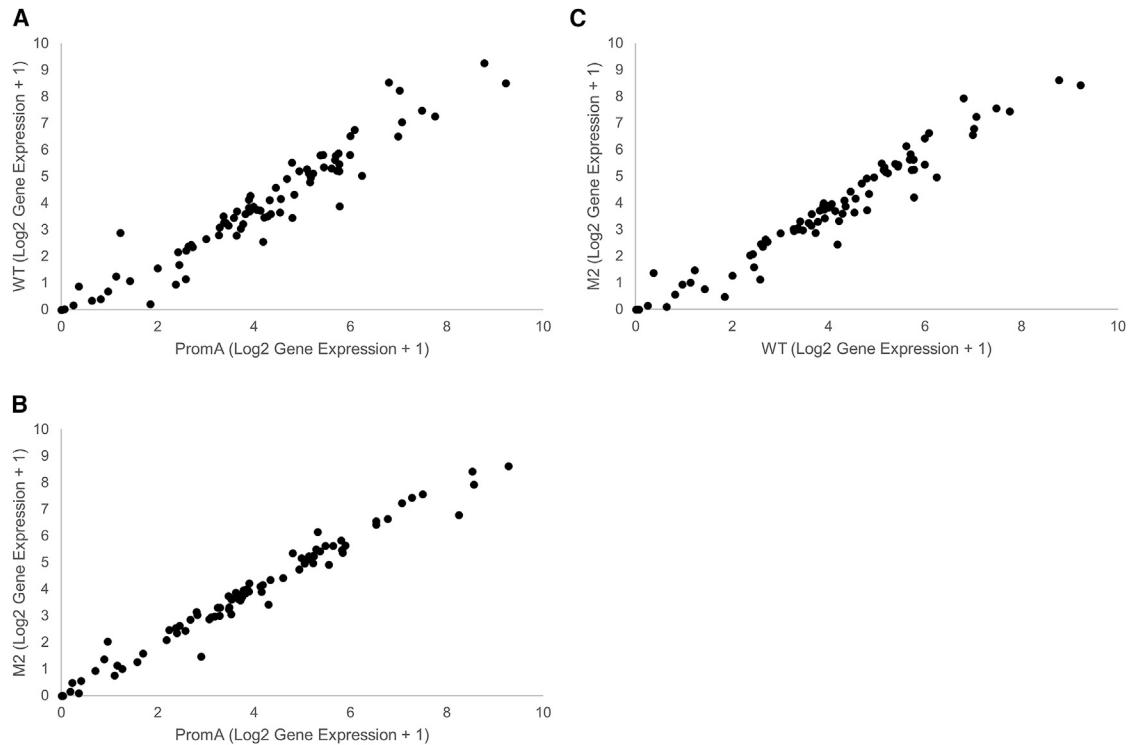 A
10
9
8
7
6
5
4
3
2
1
0
WT (Log2 Gene Expression + 1)
0 2 4 6 8 10
PromA (Log2 Gene Expression + 1)
C
10
9
8
7
6
5
4
3
2
1
0
M2 (Log2 Gene Expression + 1)
0 2 4 6 8 10
WT (Log2 Gene Expression + 1)
B
10
9
8
7
6
5
4
3
2
1
0
M2 (Log2 Gene Expression + 1)
0 2 4 6 8 10
PromA (Log2 Gene Expression + 1)